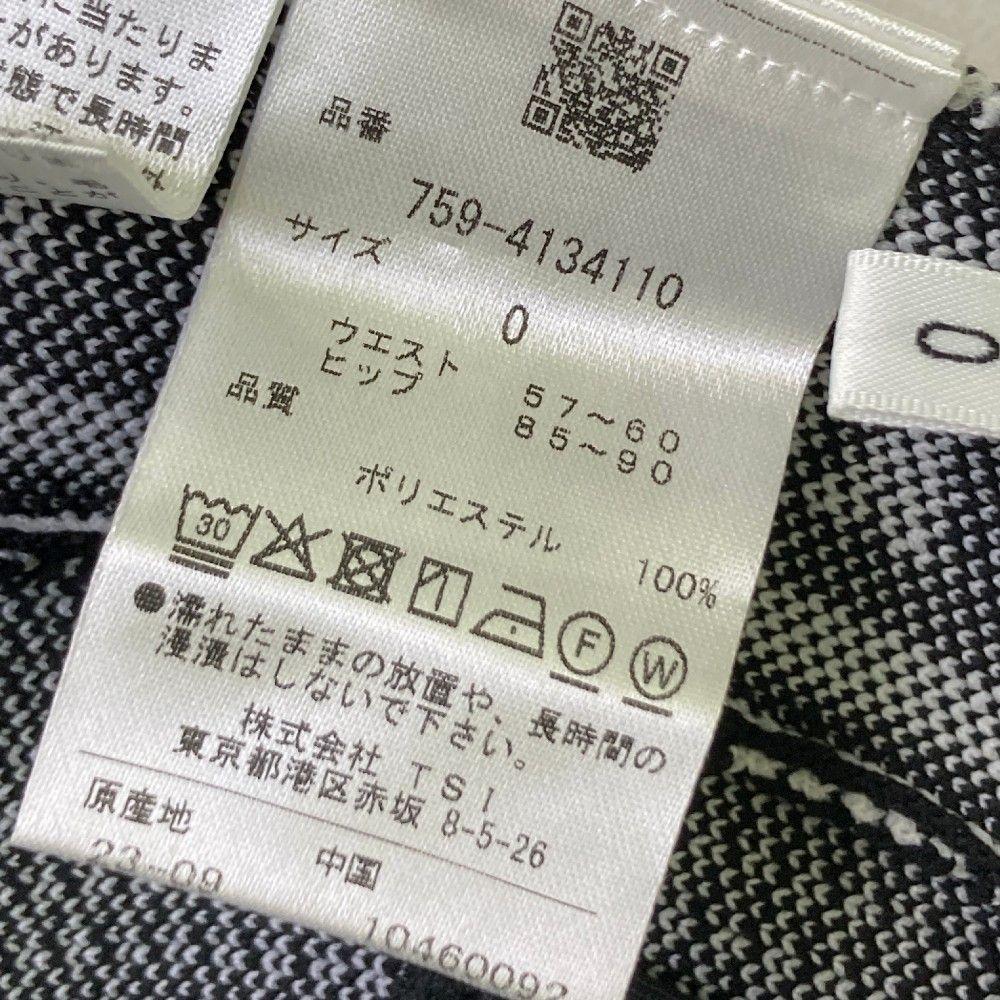 に当たりま
があります。
態で長時間
品番
759-4134110
サイズ
0
ウエスト 57〜60
ヒップ 85〜90
品質
ポリエステル 100%
30
F
W
●濡れたままの放置や、長時間の
浸漬はしないで下さい。
株式会社 TSI
東京都港区赤坂 8-5-26
原産地 中国
23-09
10460092
0